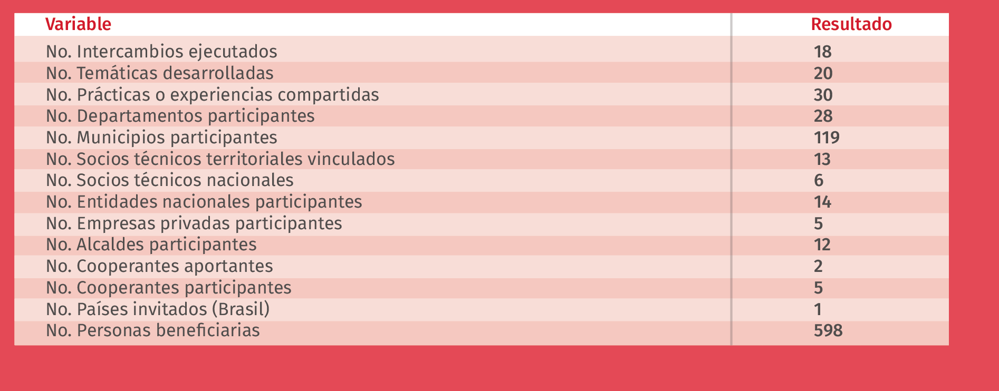 Variable Resultado
No. Intercambios ejecutados 18
No. Temáticas desarrolladas 20
No. Prácticas o experiencias compartidas 30
No. Departamentos participantes 28
No. Municipios participantes 119
No. Socios técnicos territoriales vinculados 13
No. Socios técnicos nacionales 6
No. Entidades nacionales participantes 14
No. Empresas privadas participantes 5
No. Alcaldes participantes 12
No. Cooperantes aportantes 2
No. Cooperantes participantes 5
No. Países invitados (Brasil) 1
No. Personas beneficiarias 598